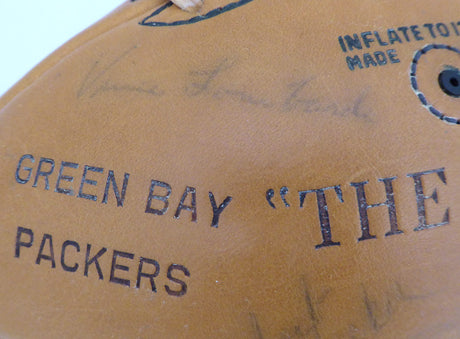 Vince Lombardi
INFLATE TO 1
MADE
GREEN BAY "THE
PACKERS